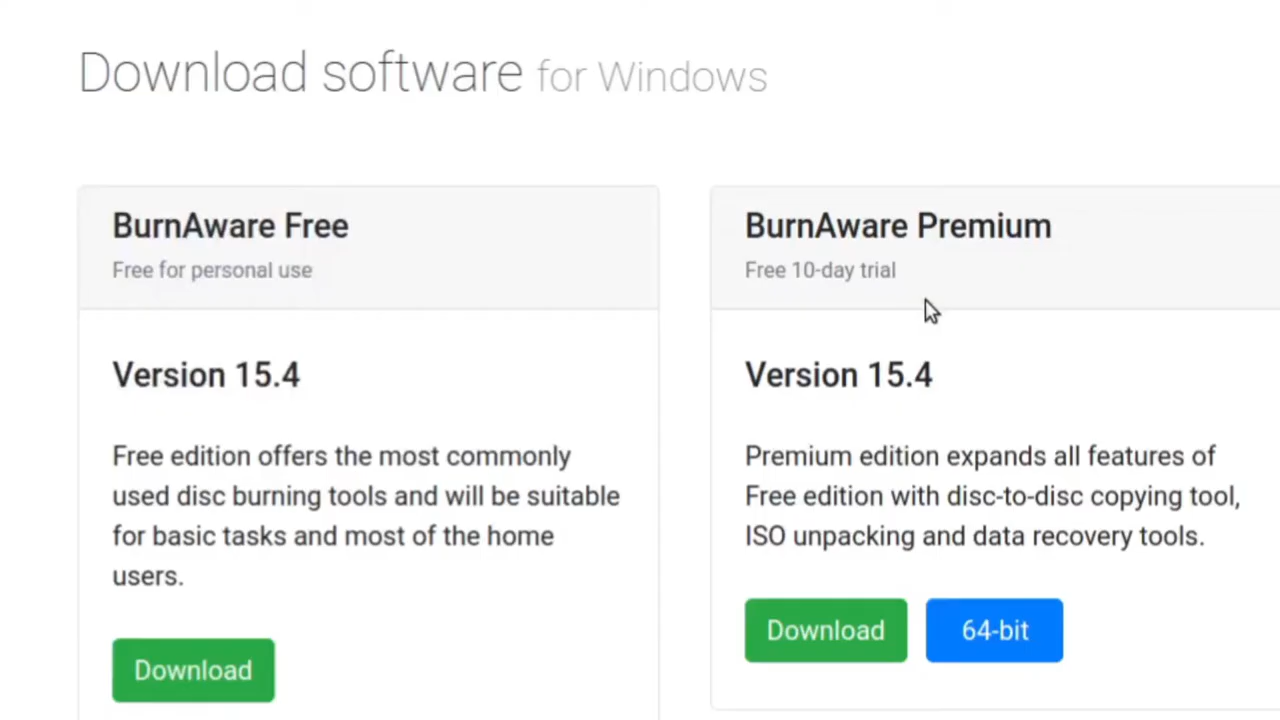 Download software for Windows
BurnAware Free
Free for personal use
Version 15.4
Free edition offers the most commonly
used disc burning tools and will be suitable
for basic tasks and most of the home
users.
Download
BurnAware Premium
Free 10-day trial
Version 15.4
Premium edition expands all features of
Free edition with disc-to-disc copying tool,
ISO unpacking and data recovery tools.
Download 64-bit